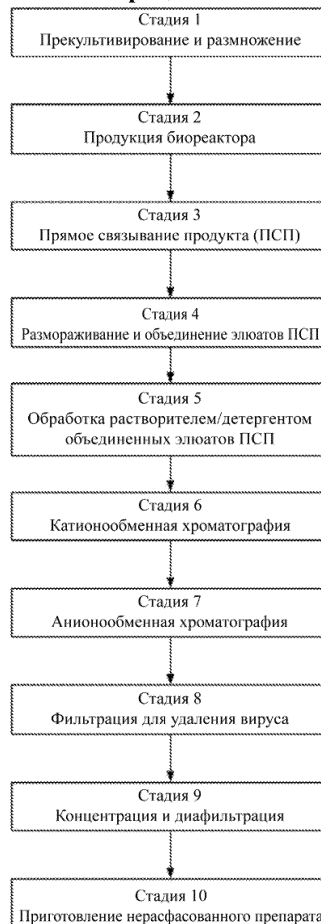 Стадия 1
Прекультивирование и размножение
Стадия 2
Продукция биореактора
Стадия 3
Прямое связывание продукта (ПСП)
Стадия 4
Размораживание и объединение элюатов ПСП
Стадия 5
Обработка растворителем/детергентом
объединенных элюатов ПСП
Стадия 6
Катионообменная хроматография
Стадия 7
Анионообменная хроматография
Стадия 8
Фильтрация для удаления вируса
Стадия 9
Концентрация и диафильтрация
Стадия 10
Приготовление нерасфасованного препарата